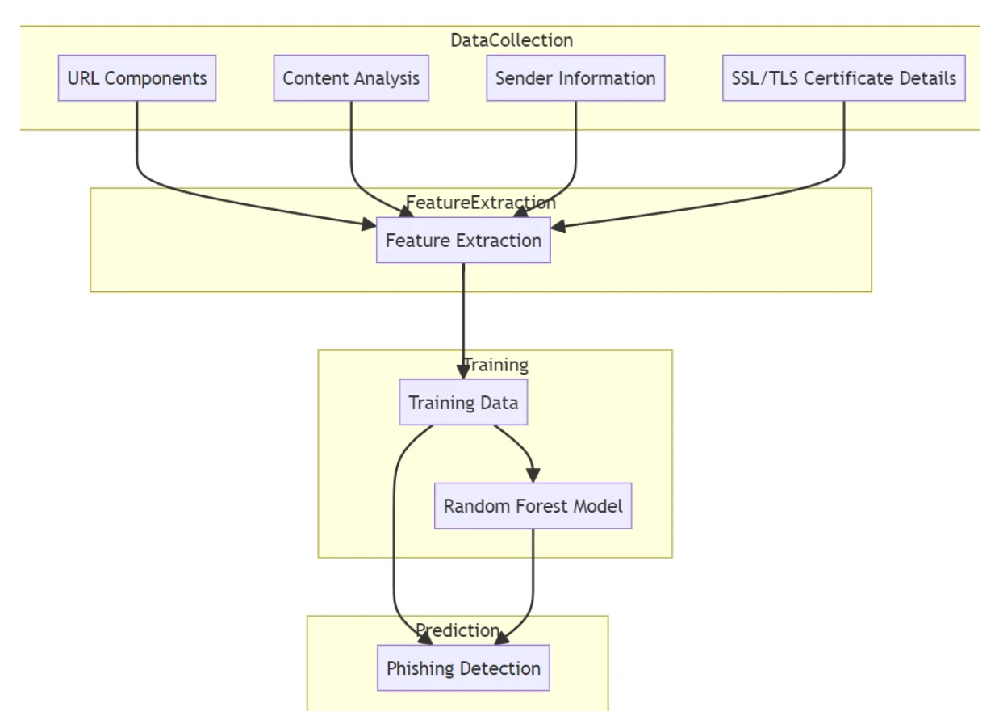 DataCollection
URL Components
Content Analysis
Sender Information
SSL/TLS Certificate Details
FeatureExtraction
Feature Extraction
Training
Training Data
Random Forest Model
Prediction
Phishing Detection